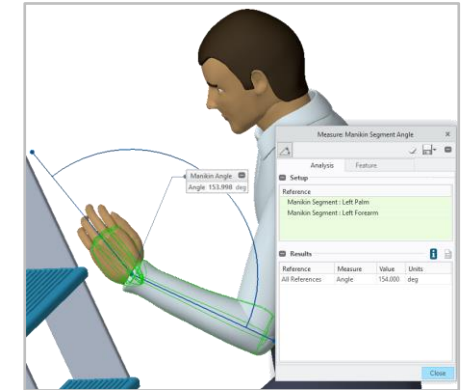 Measure: Manikin Segment Angle
Analysis Feature
Setup
Reference
Manikin Segment : Left Palm
Manikin Segment : Left Forearm
Results
Reference Measure Value Units
All References Angle 154.000 deg
Close
Manikin Angle
Angle 153.998 deg